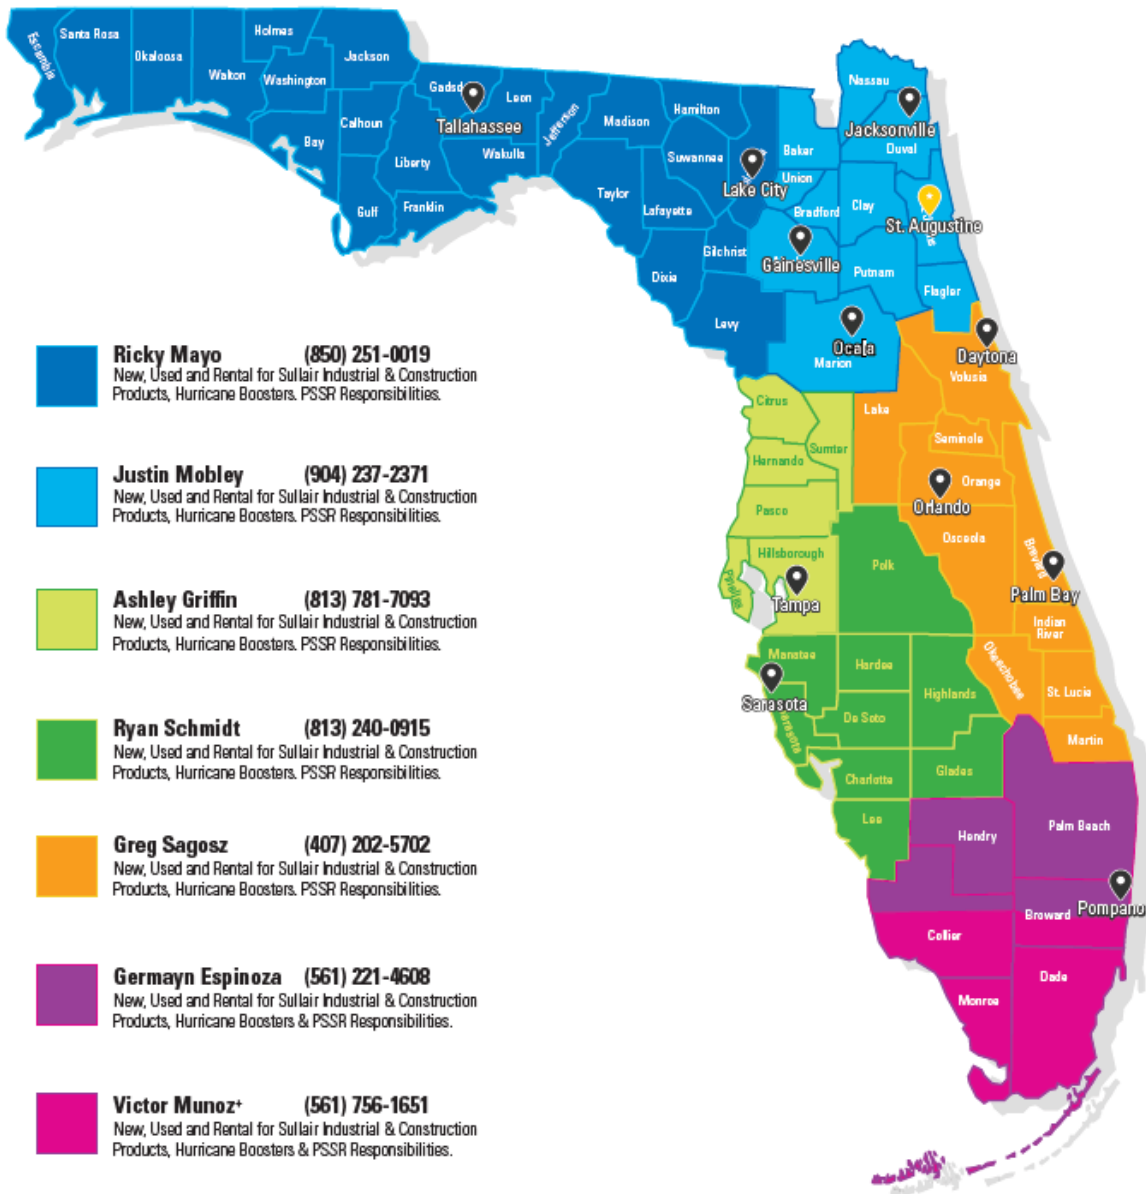 Escambia
Santa Rosa
Okaloosa
Walton
Holmes
Washington
Jackson
Bay
Calhoun
Gulf
Liberty
Franklin
Gadsd
Leon
Tallahassee
Wakulla
Jefferson
Madison
Taylor
Hamilton
Suwannee
Lafayette
Lake City
Dixie
Gilchrist
Levy
Nassau
Jacksonville
Duval
Baker
Union
Bradford
Clay
St. Augustine
Gainesville
Putnam
Flagler
Ocala
Marion
Daytona
Volusia
Citrus
Sumter
Lake
Hernando
Seminole
Orange
Orlando
Pasco
Osceola
Brevard
Palm Bay
Hillsborough
Pinellas
Tampa
Polk
Indian
River
Manatee
Hardee
Okeechobee
Highlands
St. Lucie
Sarasota
Sarasota
De Soto
Martin
Charlotte
Glades
Lee
Hendry
Palm Beach
Pompano
Broward
Collier
Dade
Monroe
Ricky Mayo (850) 251-0019
New, Used and Rental for Sullair Industrial & Construction
Products, Hurricane Boosters. PSSR Responsibilities.
Justin Mobley (904) 237-2371
New, Used and Rental for Sullair Industrial & Construction
Products, Hurricane Boosters. PSSR Responsibilities.
Ashley Griffin (813) 781-7093
New, Used and Rental for Sullair Industrial & Construction
Products, Hurricane Boosters. PSSR Responsibilities.
Ryan Schmidt (813) 240-0915
New, Used and Rental for Sullair Industrial & Construction
Products, Hurricane Boosters. PSSR Responsibilities.
Greg Sagosz (407) 202-5702
New, Used and Rental for Sullair Industrial & Construction
Products, Hurricane Boosters. PSSR Responsibilities.
Germayn Espinoza (561) 221-4608
New, Used and Rental for Sullair Industrial & Construction
Products, Hurricane Boosters & PSSR Responsibilities.
Victor Munoz+ (561) 756-1651
New, Used and Rental for Sullair Industrial & Construction
Products, Hurricane Boosters & PSSR Responsibilities.